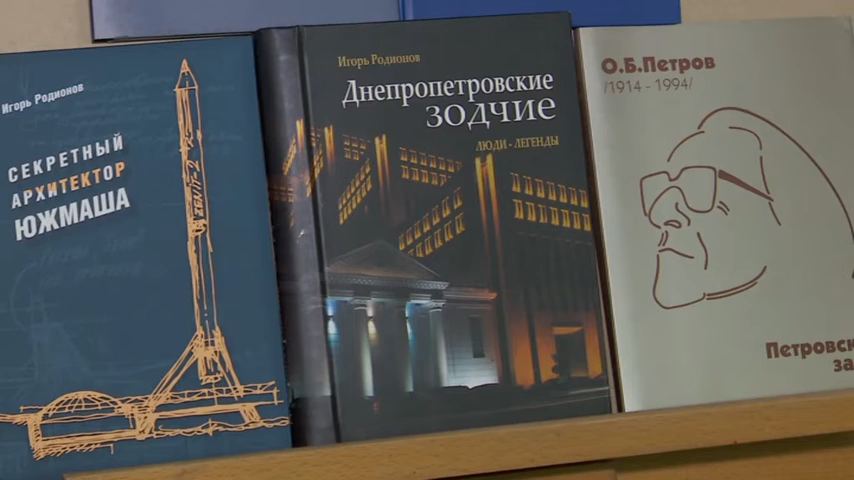 Игорь Родионов
СЕКРЕТНЫЙ
АРХИТЕКТОР
ЮЖМАША
Игорь Родионов
Днепропетровские
зодчие
ЛЮДИ - ЛЕГЕНДЫ
О.Б.Петров
/1914 - 1994/